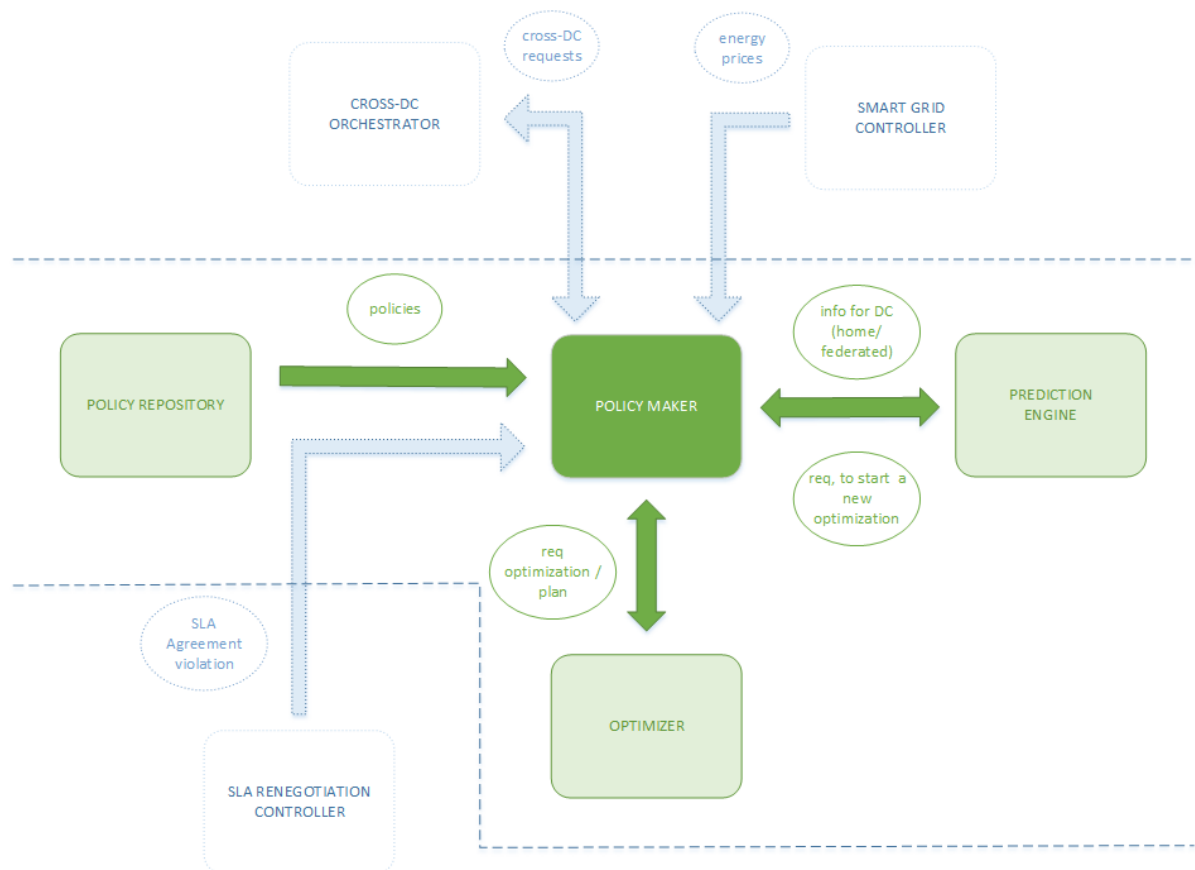 cross-DC
requests
energy
prices
CROSS-DC
ORCHESTRATOR
SMART GRID
CONTROLLER
policies
info for DC
(home/
federated)
POLICY REPOSITORY
POLICY MAKER
PREDICTION
ENGINE
req, to start a
new
optimization
req
optimization /
plan
SLA
Agreement
violation
OPTIMIZER
SLA RENEGOTIATION
CONTROLLER